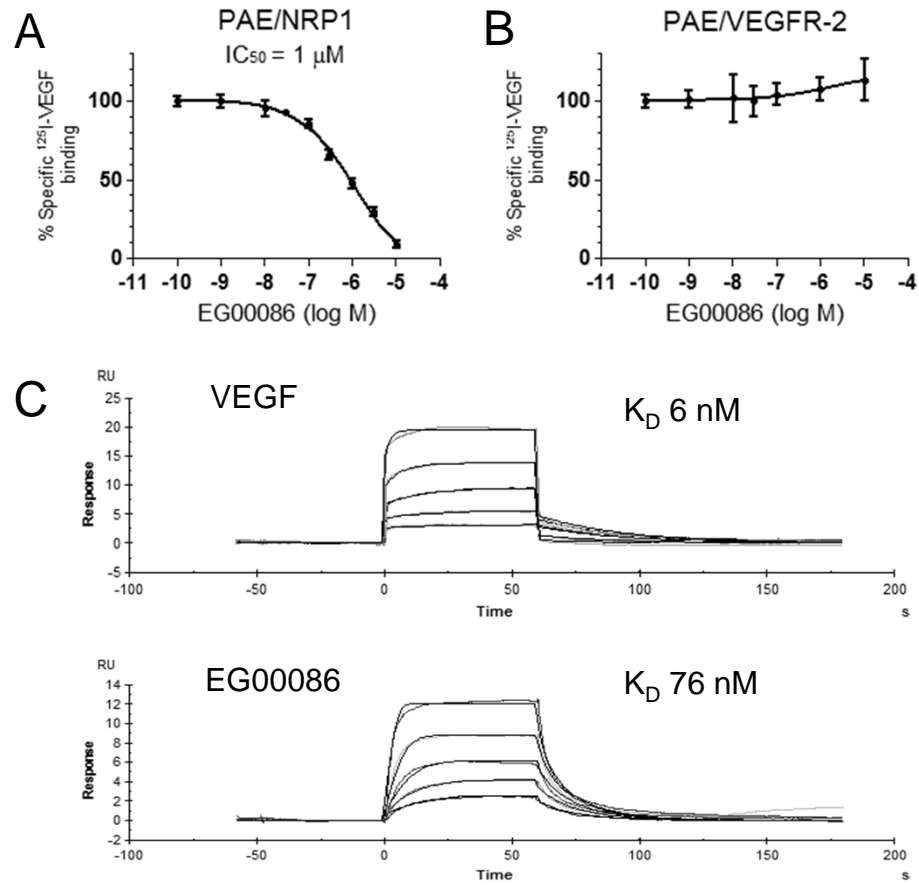 A
PAE/NRP1
IC50 = 1 μM
% Specific 125I-VEGF
binding
100
50
0
-11 -10 -9 -8 -7 -6 -5 -4
EG00086 (log M)
B
PAE/VEGFR-2
% Specific 125I-VEGF
binding
100
50
0
-11 -10 -9 -8 -7 -6 -5 -4
EG00086 (log M)
C
RU
VEGF
KD 6 nM
Response
25
20
15
10
5
0
-5
-100 -50 0 50 100 150 200
Time
s
RU
EG00086
KD 76 nM
Response
14
12
10
8
6
4
2
0
-2
-100 -50 0 50 100 150 200
Time
s